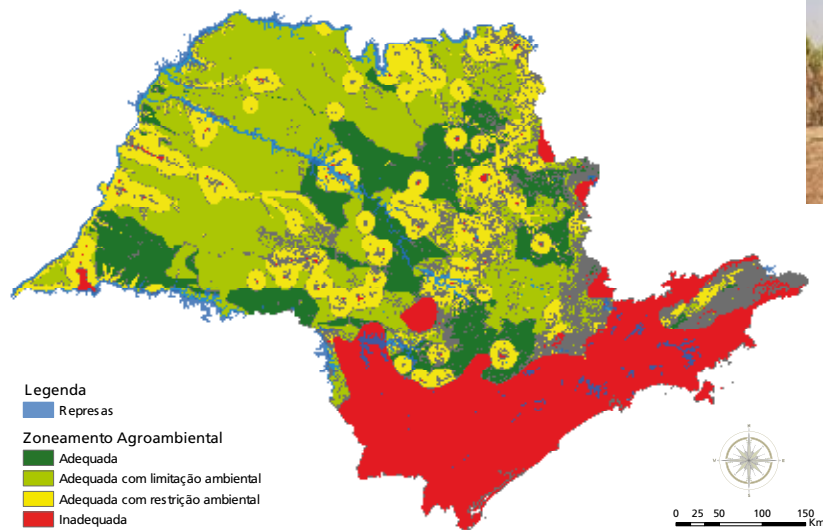 Legenda
Represas
Zoneamento Agroambiental
Adequada
Adequada com limitação ambiental
Adequada com restrição ambiental
Inadequada
0 25 50 100 150
Km